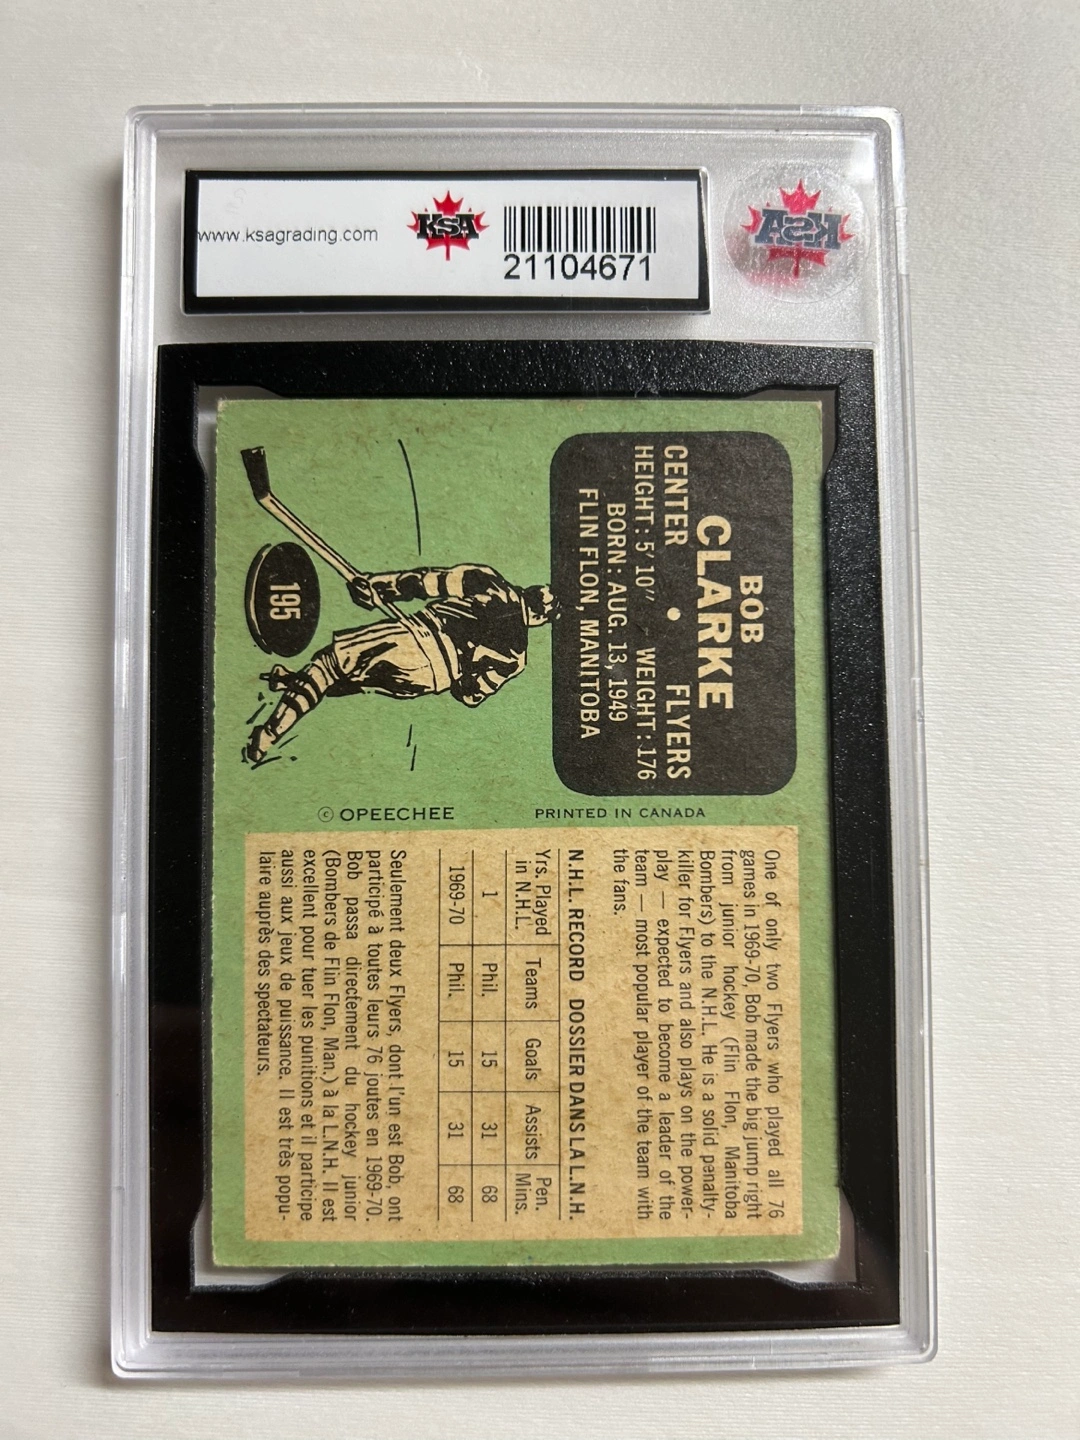 www.ksagrading.com
KSA
21104671
KSA
BOB
CLARKE
CENTER • FLYERS
HEIGHT: 5' 10" - WEIGHT: 176
BORN: AUG. 13, 1949
FLIN FLON, MANITOBA
195
© OPEECHEE
PRINTED IN CANADA
One of only two Flyers who played all 76
games in 1969-70, Bob made the big jump right
from junior hockey (Flin Flon, Manitoba
Bombers) to the N.H.L. He is a solid penalty-
killer for Flyers and also plays on the power-
play — expected to become a leader of the
team — most popular player of the team with
the fans.
N.H.L. RECORD DOSSIER DANS LA L.N.H.
Yrs. Played in N.H.L. Teams Goals Assists Pen. Mins.
1 Phil. 15 31 68
1969-70 Phil. 15 31 68
Seulement deux Flyers, dont l'un est Bob, ont
participé à toutes leurs 76 joutes en 1969-70.
Bob passa directement du hockey junior
(Bombers de Flin Flon, Man.) à la L.N.H. Il est
excellent pour tuer les punitions et il participe
aussi aux jeux de puissance. Il est très popu-
laire auprès des spectateurs.